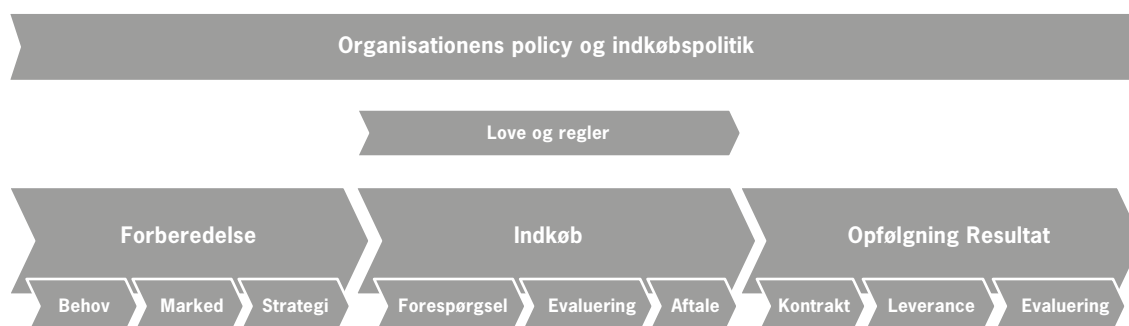 Organisationens policy og indkøbspolitik
Love og regler
Forberedelse
Indkøb
Opfølgning Resultat
Behov
Marked
Strategi
Forespørgsel
Evaluering
Aftale
Kontrakt
Leverance
Evaluering